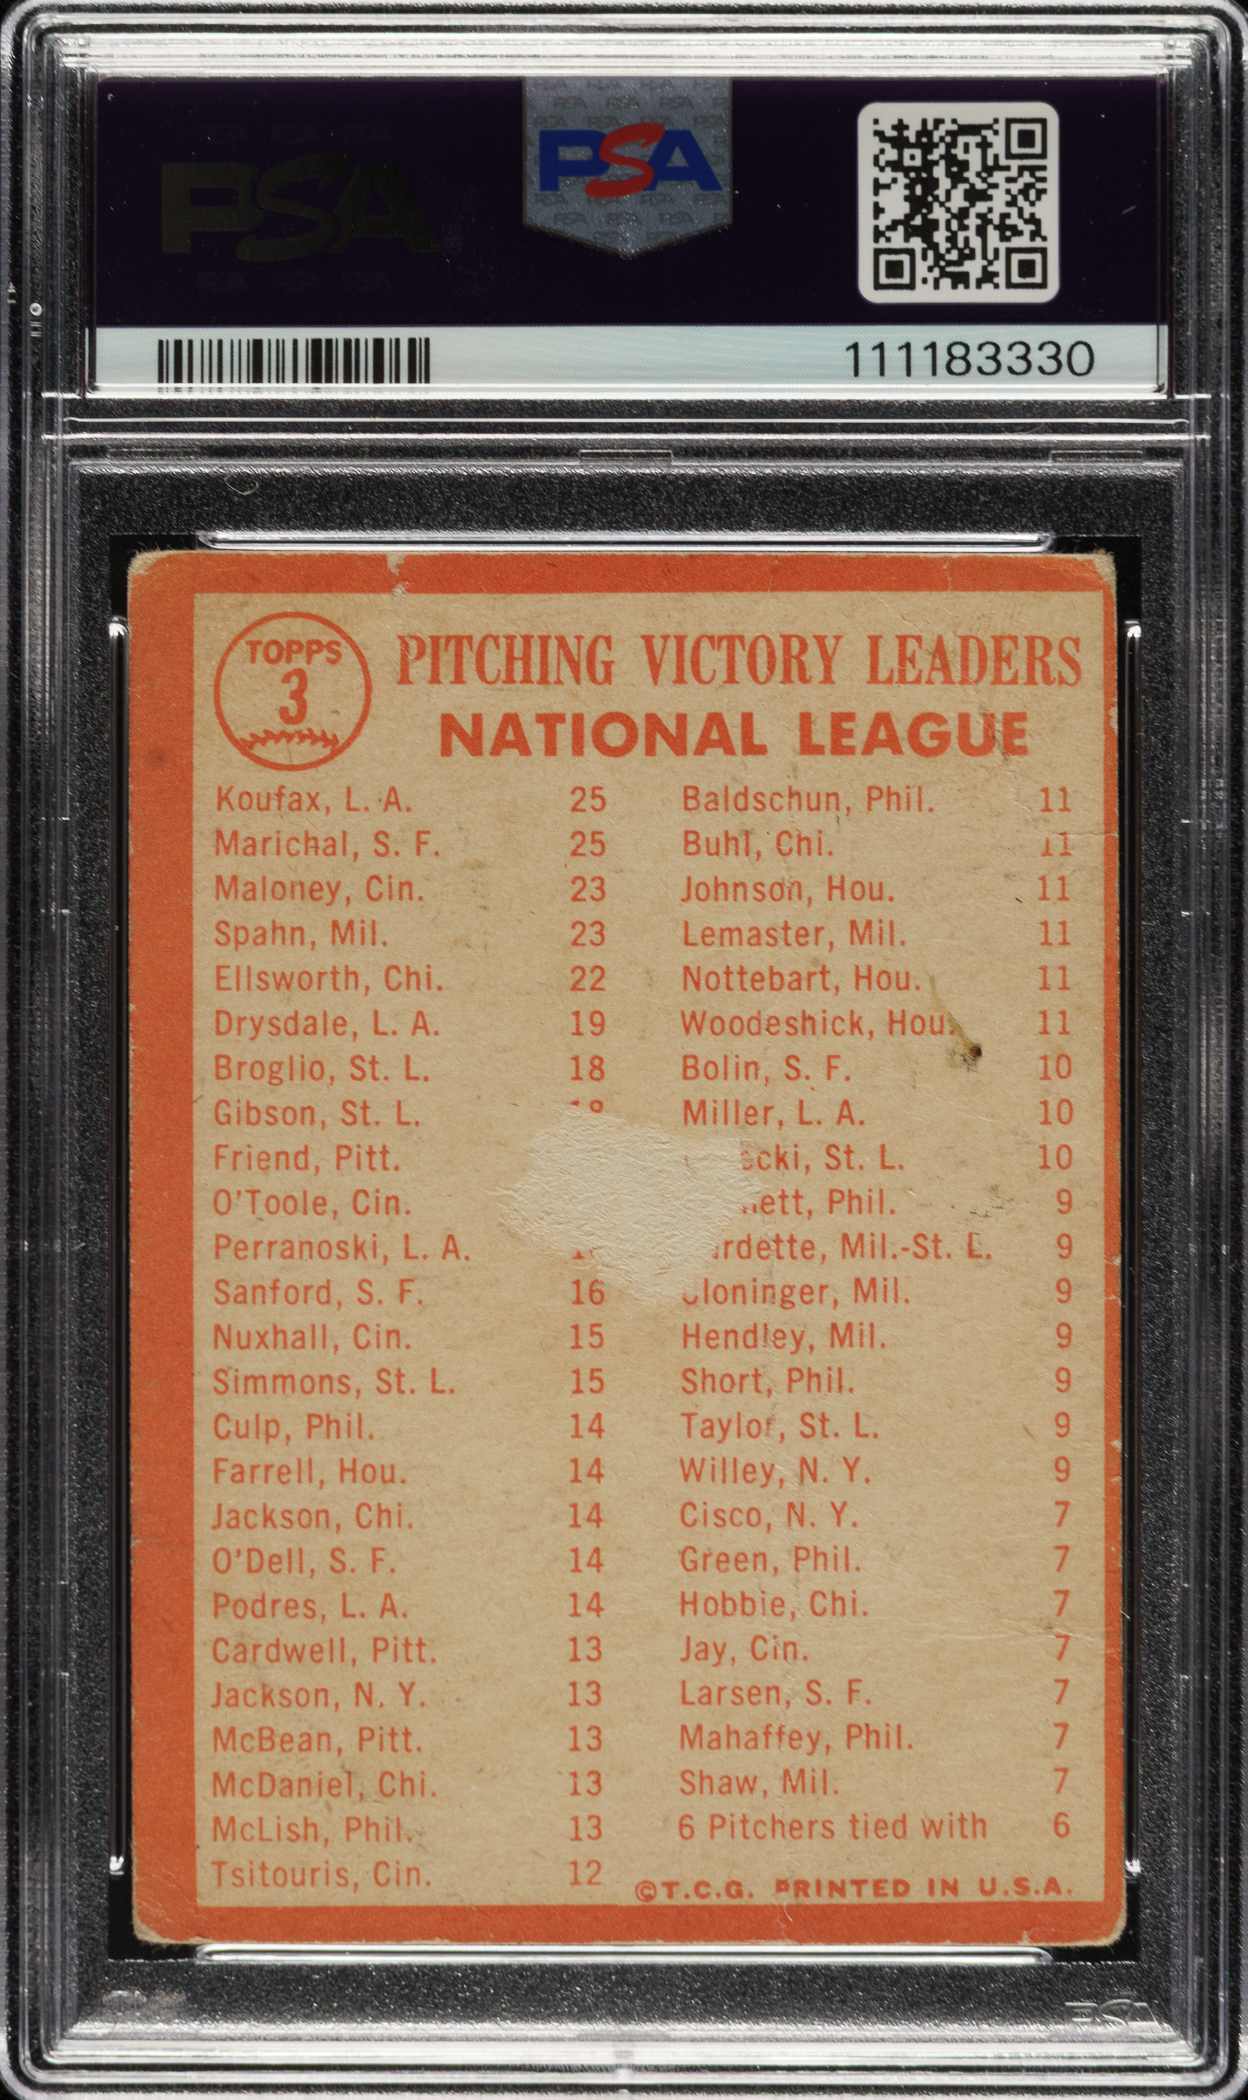 PSA
PSA
111183330
TOPPS
3
PITCHING VICTORY LEADERS
NATIONAL LEAGUE
Koufax, L. A. 25 Baldschun, Phil. 11
Marichal, S. F. 25 Buhl, Chi. 11
Maloney, Cin. 23 Johnson, Hou. 11
Spahn, Mil. 23 Lemaster, Mil. 11
Ellsworth, Chi. 22 Nottebart, Hou. 11
Drysdale, L. A. 19 Woodeshick, Hou. 11
Broglio, St. L. 18 Bolin, S. F. 10
Gibson, St. L. Miller, L. A. 10
Friend, Pitt. St. L. 10
O'Toole, Cin. Phil. 9
Perranoski, L. A. Mil.-St. L. 9
Sanford, S. F. 16 Cloninger, Mil. 9
Nuxhall, Cin. 15 Hendley, Mil. 9
Simmons, St. L. 15 Short, Phil. 9
Culp, Phil. 14 Taylor, St. L. 9
Farrell, Hou. 14 Willey, N. Y. 9
Jackson, Chi. 14 Cisco, N. Y. 7
O'Dell, S. F. 14 Green, Phil. 7
Podres, L. A. 14 Hobbie, Chi. 7
Cardwell, Pitt. 13 Jay, Cin. 7
Jackson, N. Y. 13 Larsen, S. F. 7
McBean, Pitt. 13 Mahaffey, Phil. 7
McDaniel, Chi. 13 Shaw, Mil. 7
McLish, Phil. 13 6 Pitchers tied with 6
Tsitouris, Cin. 12
©T.C.G. PRINTED IN U.S.A.
PSA